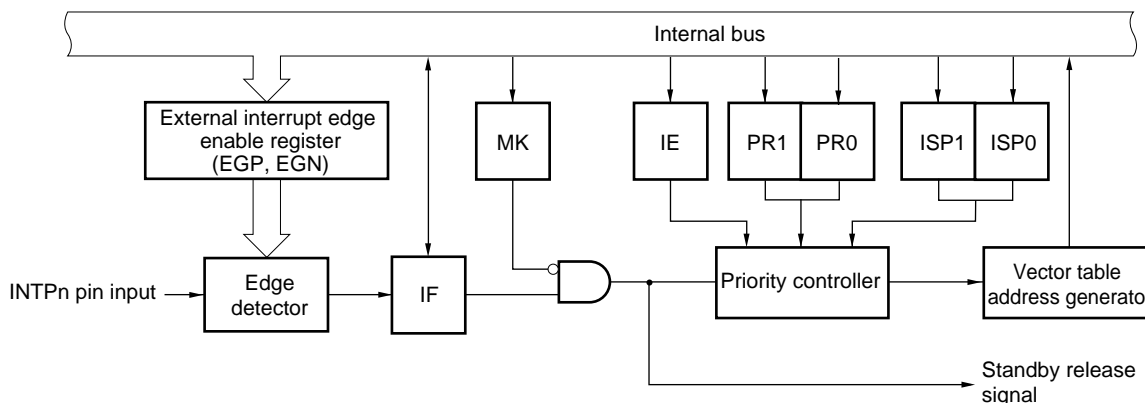 Internal bus
External interrupt edge
enable register
(EGP, EGN)
MK
IE
PR1
PR0
ISP1
ISP0
INTPn pin input
Edge
detector
IF
Priority controller
Vector table
address generato
Standby release
signal